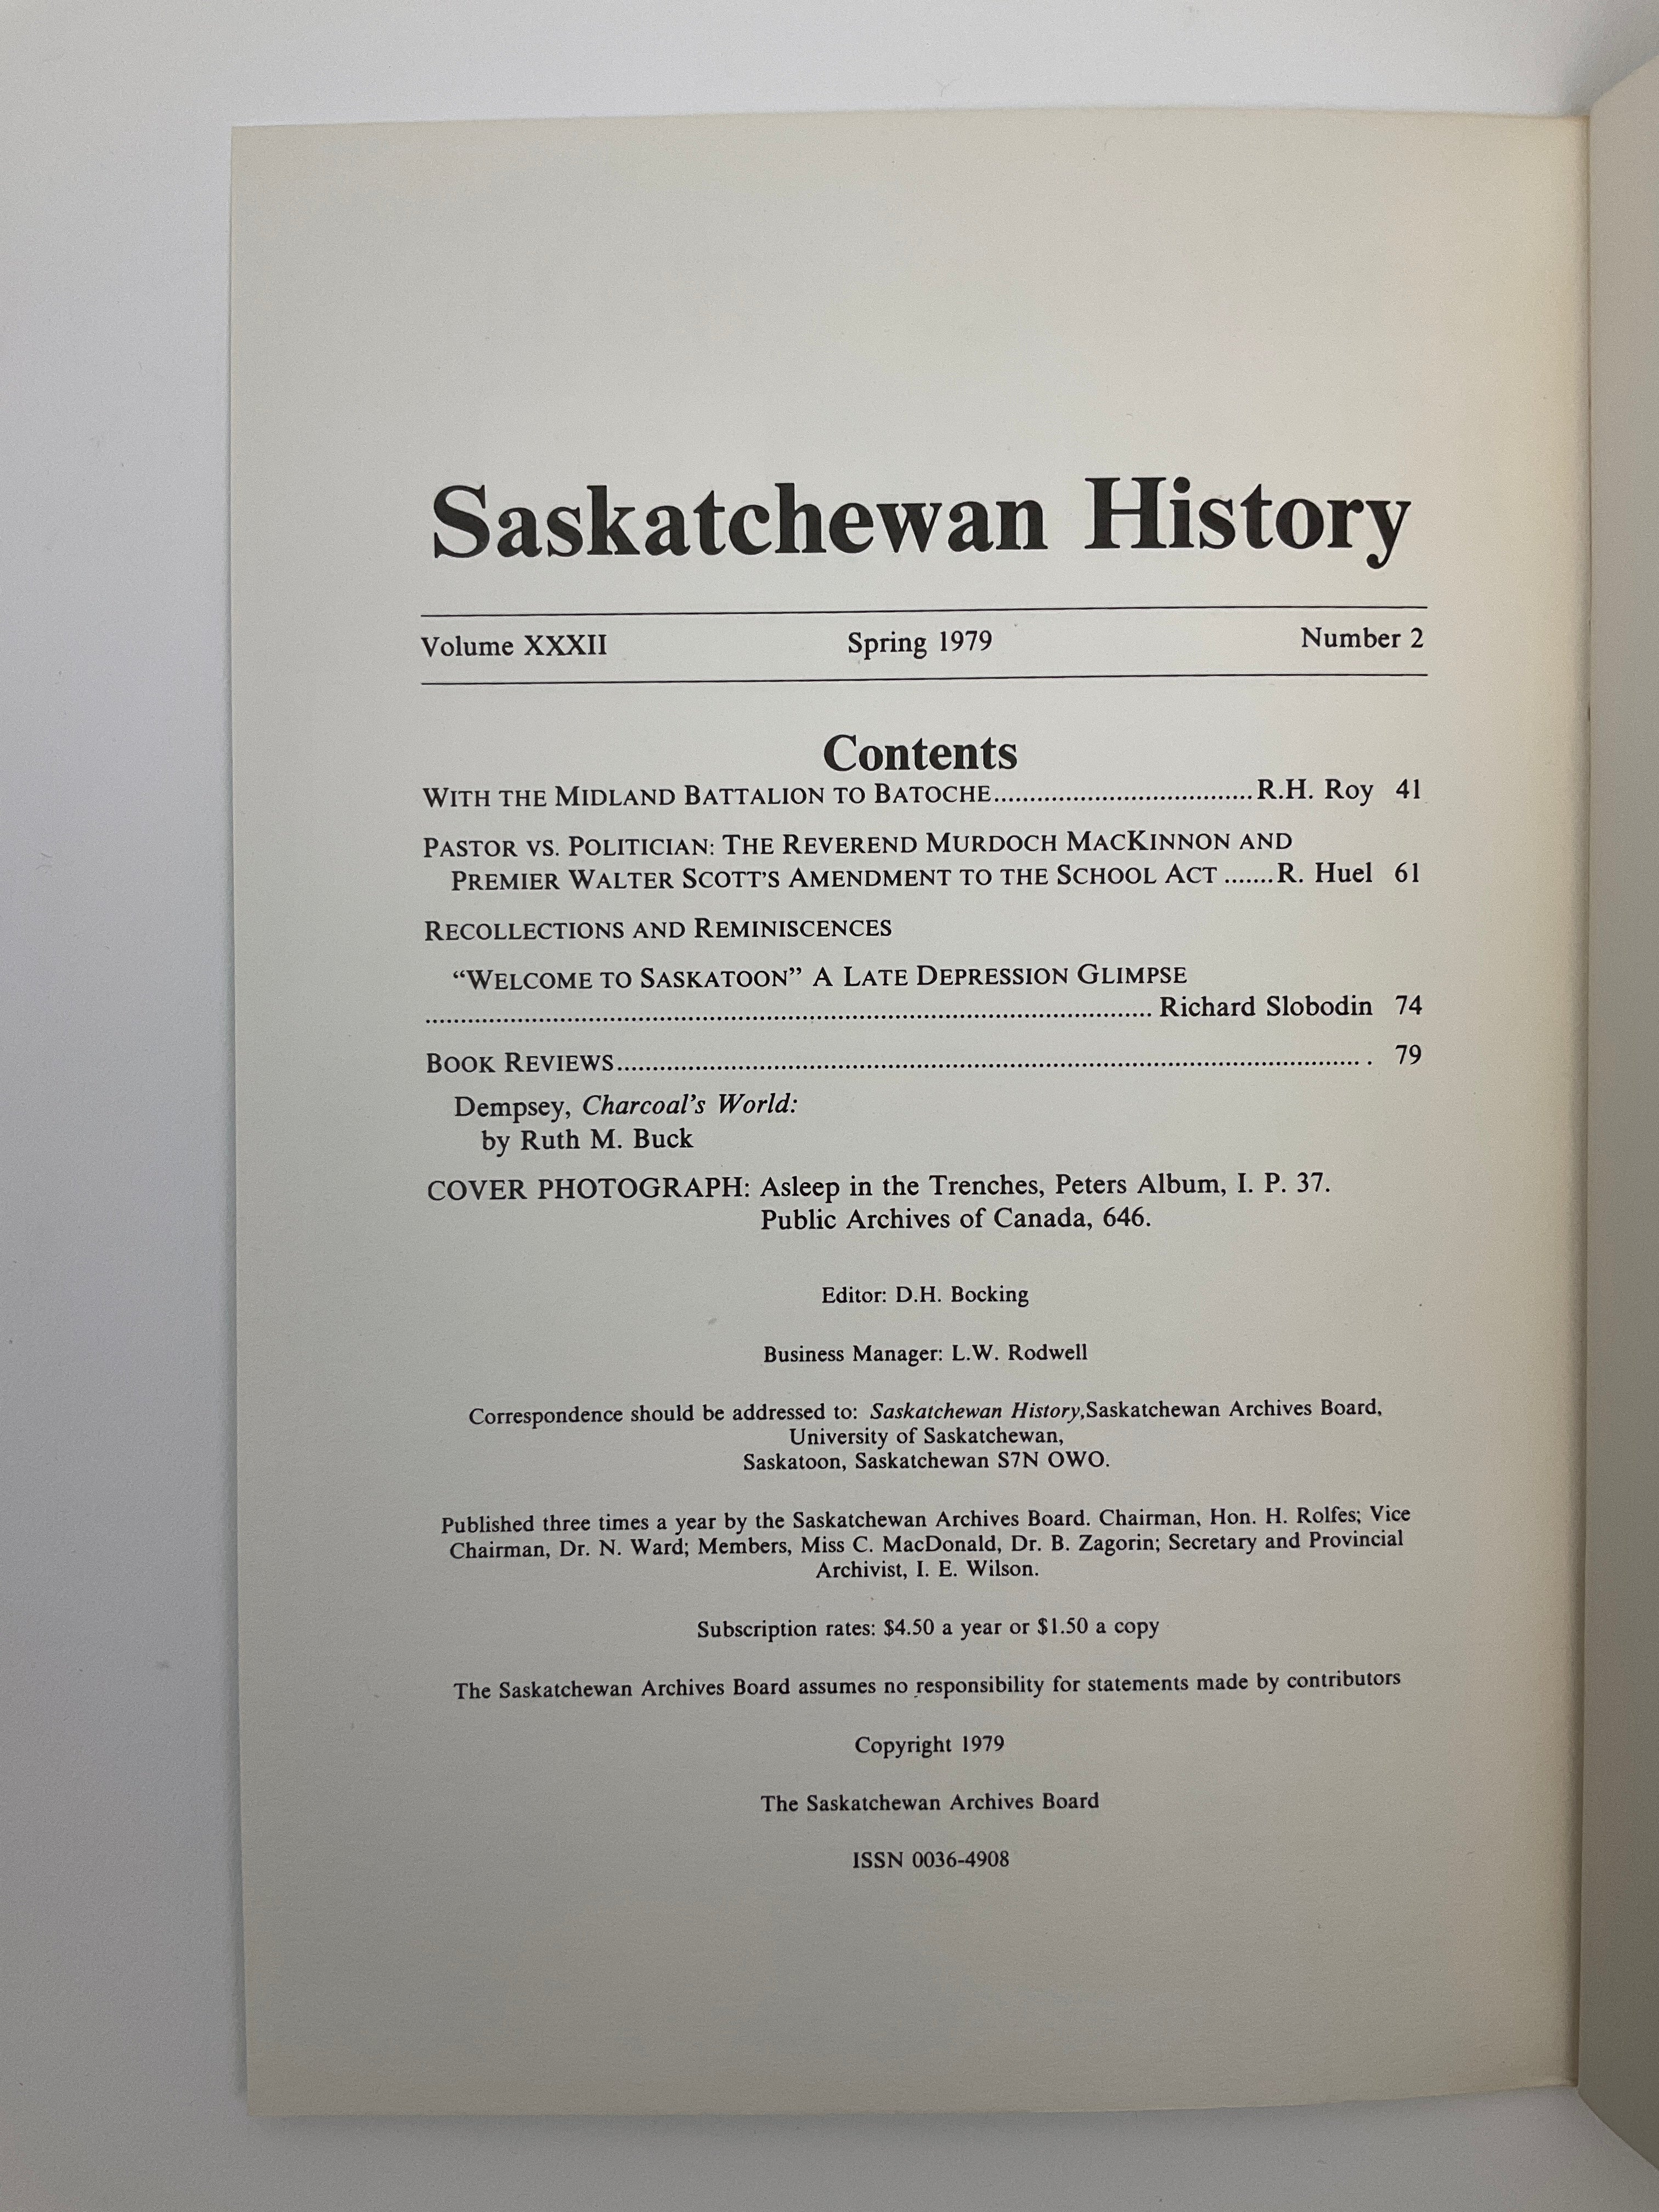 Saskatchewan History
Volume XXXII Spring 1979 Number 2
Contents
WITH THE MIDLAND BATTALION TO BATOCHE....................................R.H. Roy 41
PASTOR VS. POLITICIAN: THE REVEREND MURDOCH MACKINNON AND
PREMIER WALTER SCOTT'S AMENDMENT TO THE SCHOOL ACT .......R. Huel 61
RECOLLECTIONS AND REMINISCENCES
“WELCOME TO SASKATOON” A LATE DEPRESSION GLIMPSE
...................................................................................................... Richard Slobodin 74
BOOK REVIEWS......................................................................................................... . 79
Dempsey, Charcoal's World:
by Ruth M. Buck
COVER PHOTOGRAPH: Asleep in the Trenches, Peters Album, I. P. 37.
Public Archives of Canada, 646.
Editor: D.H. Bocking
Business Manager: L.W. Rodwell
Correspondence should be addressed to: Saskatchewan History,Saskatchewan Archives Board,
University of Saskatchewan,
Saskatoon, Saskatchewan S7N OWO.
Published three times a year by the Saskatchewan Archives Board. Chairman, Hon. H. Rolfes; Vice
Chairman, Dr. N. Ward; Members, Miss C. MacDonald, Dr. B. Zagorin; Secretary and Provincial
Archivist, I. E. Wilson.
Subscription rates: $4.50 a year or $1.50 a copy
The Saskatchewan Archives Board assumes no responsibility for statements made by contributors
Copyright 1979
The Saskatchewan Archives Board
ISSN 0036-4908